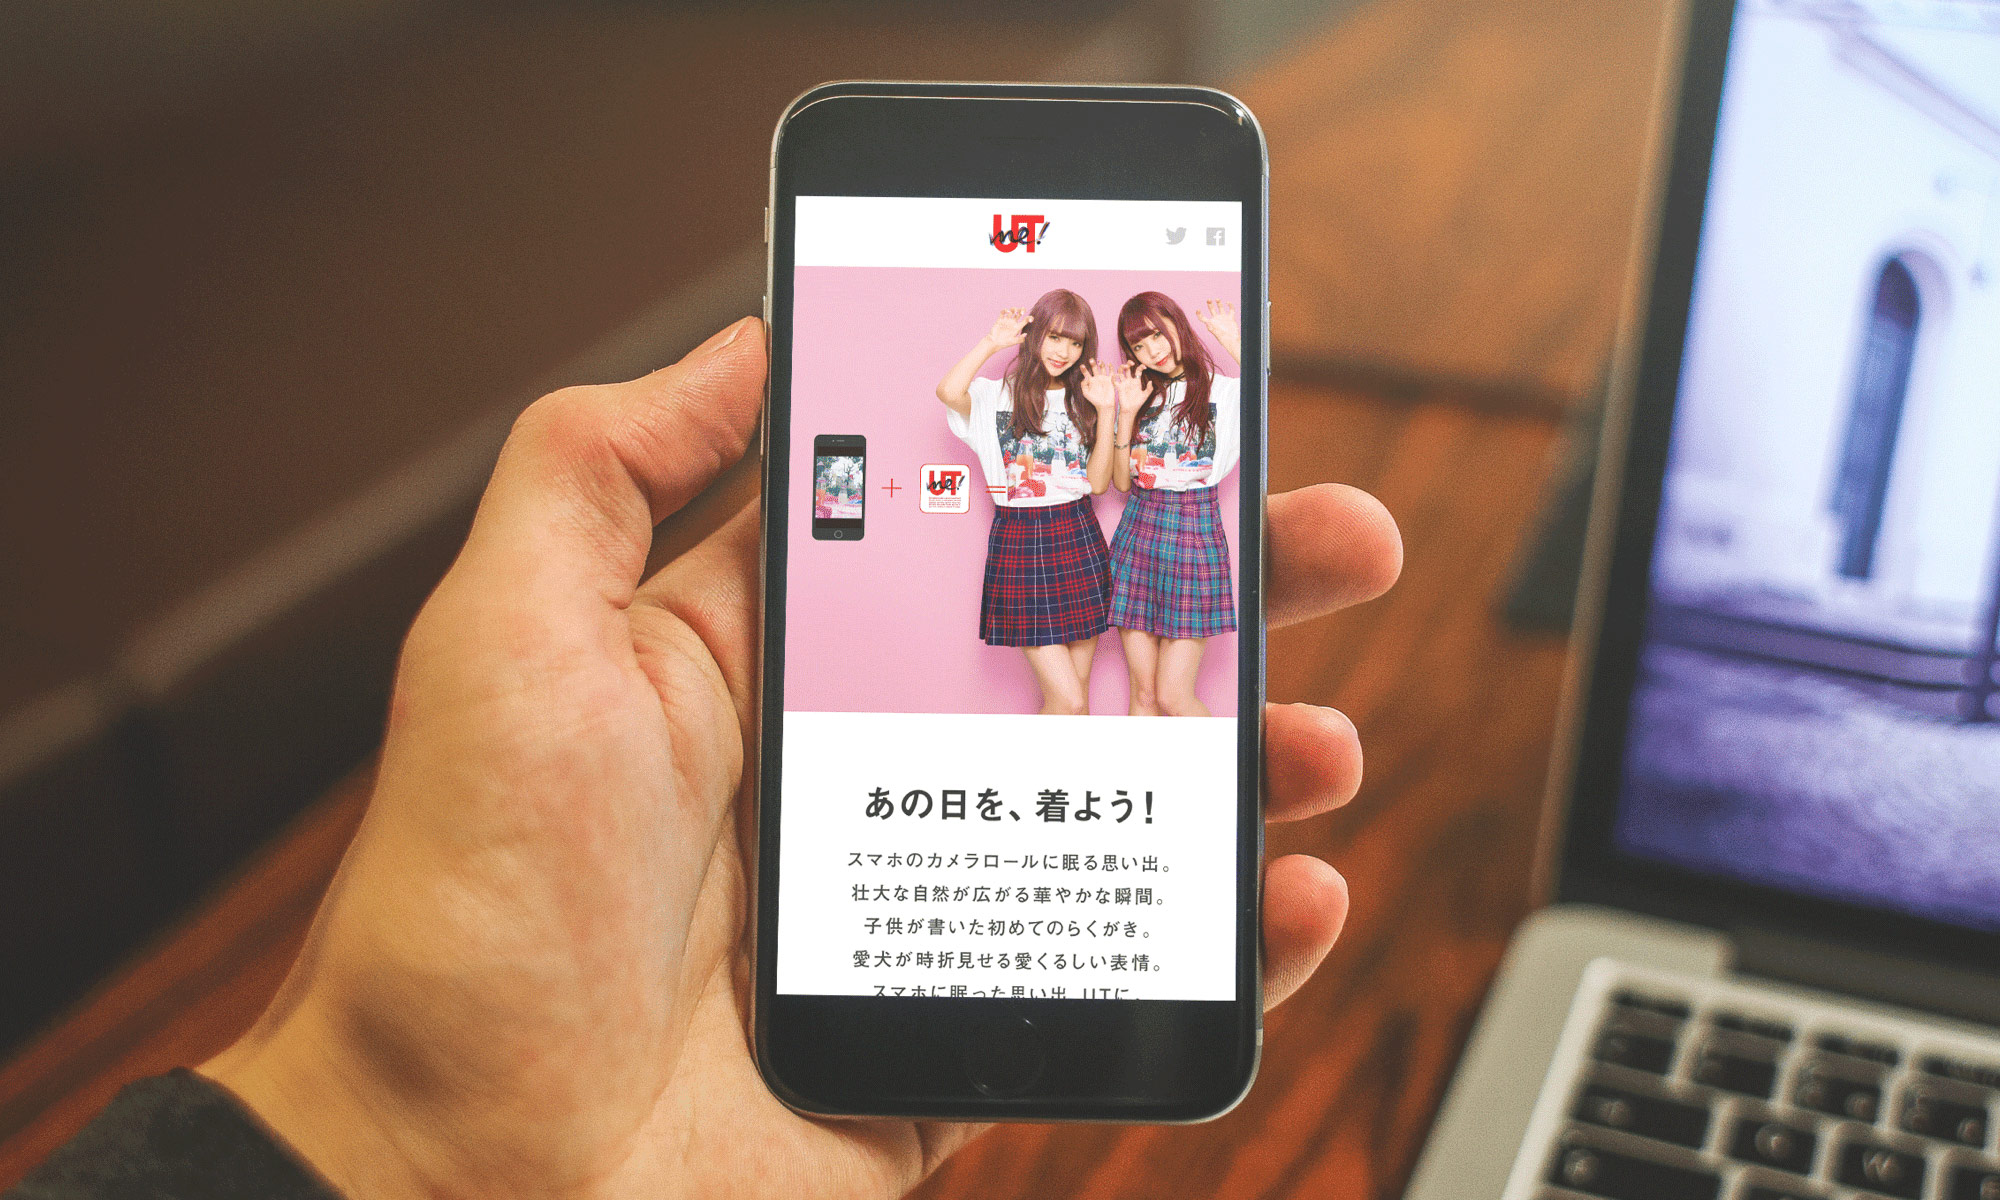 UT me!
UT me!
あの日を、着よう!
スマホのカメラロールに眠る思い出。
壮大な自然が広がる華やかな瞬間。
子供が書いた初めてのらくがき。
愛犬が時折見せる愛くるしい表情。
スマホに眠った思い出、UTに。